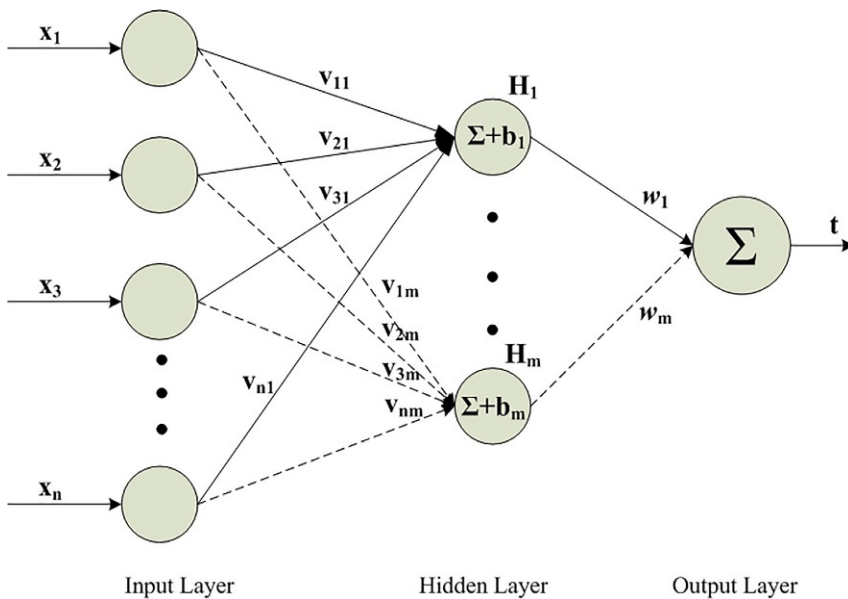 x₁
v₁₁
H₁
x₂
v₂₁
Σ+b₁
v₃₁
w₁
t
Σ
x₃
v₁ₘ
v₂ₘ
wₘ
v₃ₘ
Hₘ
vₙ₁
vₙₘ
Σ+bₘ
xₙ
Input Layer
Hidden Layer
Output Layer